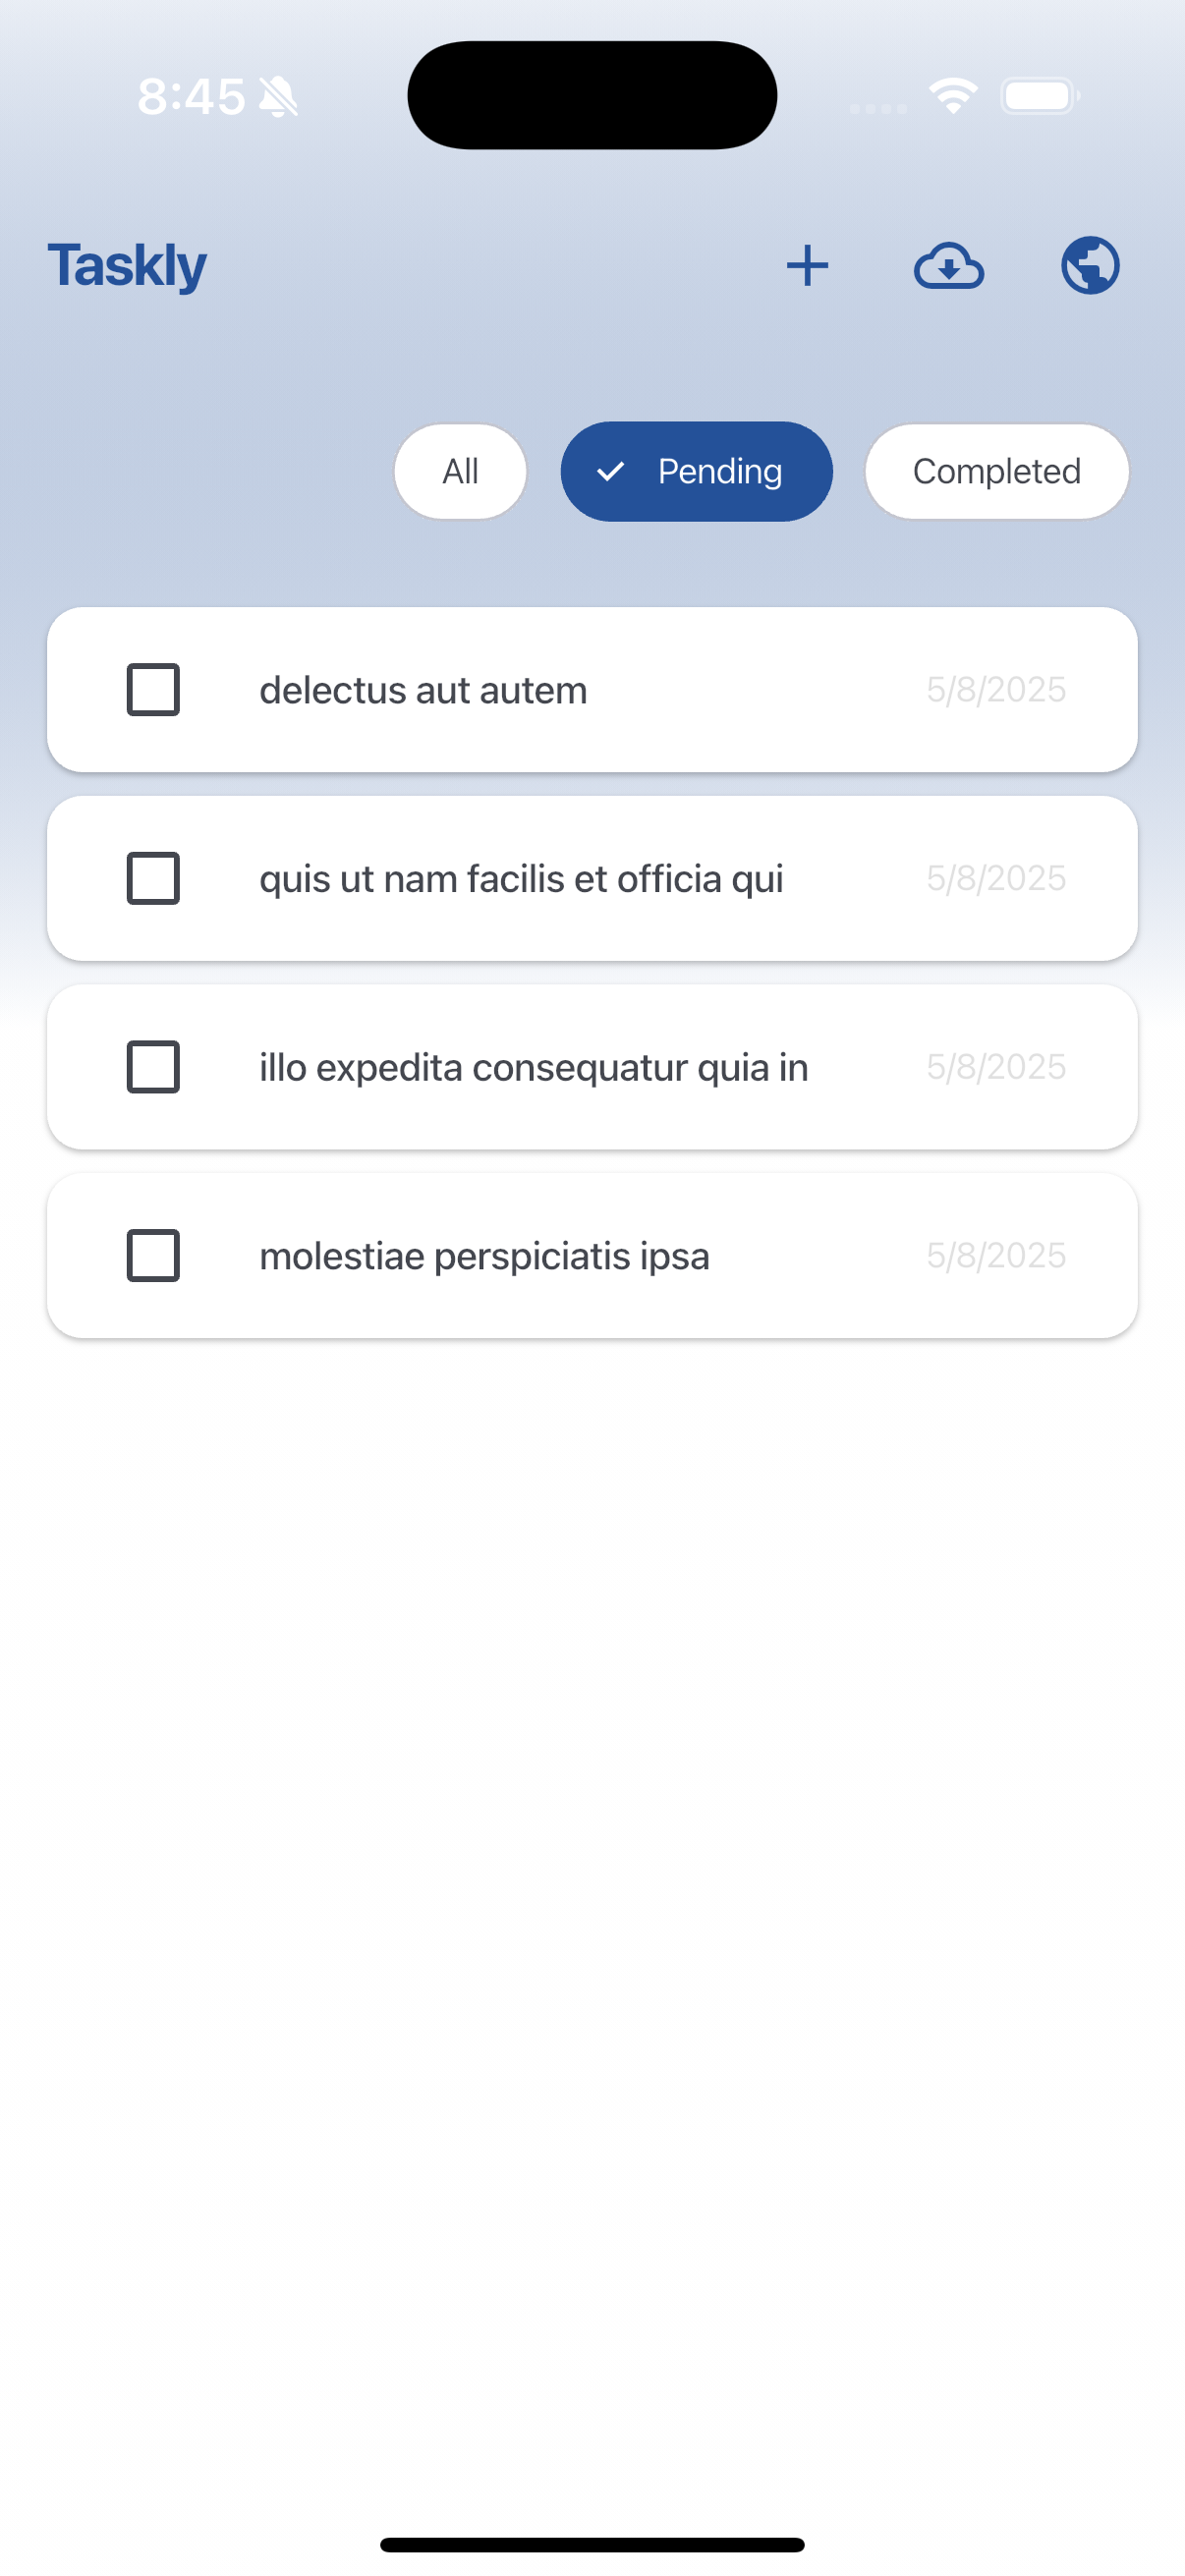 8:45
Taskly
All Pending Completed
delectus aut autem 5/8/2025
quis ut nam facilis et officia qui 5/8/2025
illo expedita consequatur quia in 5/8/2025
molestiae perspiciatis ipsa 5/8/2025